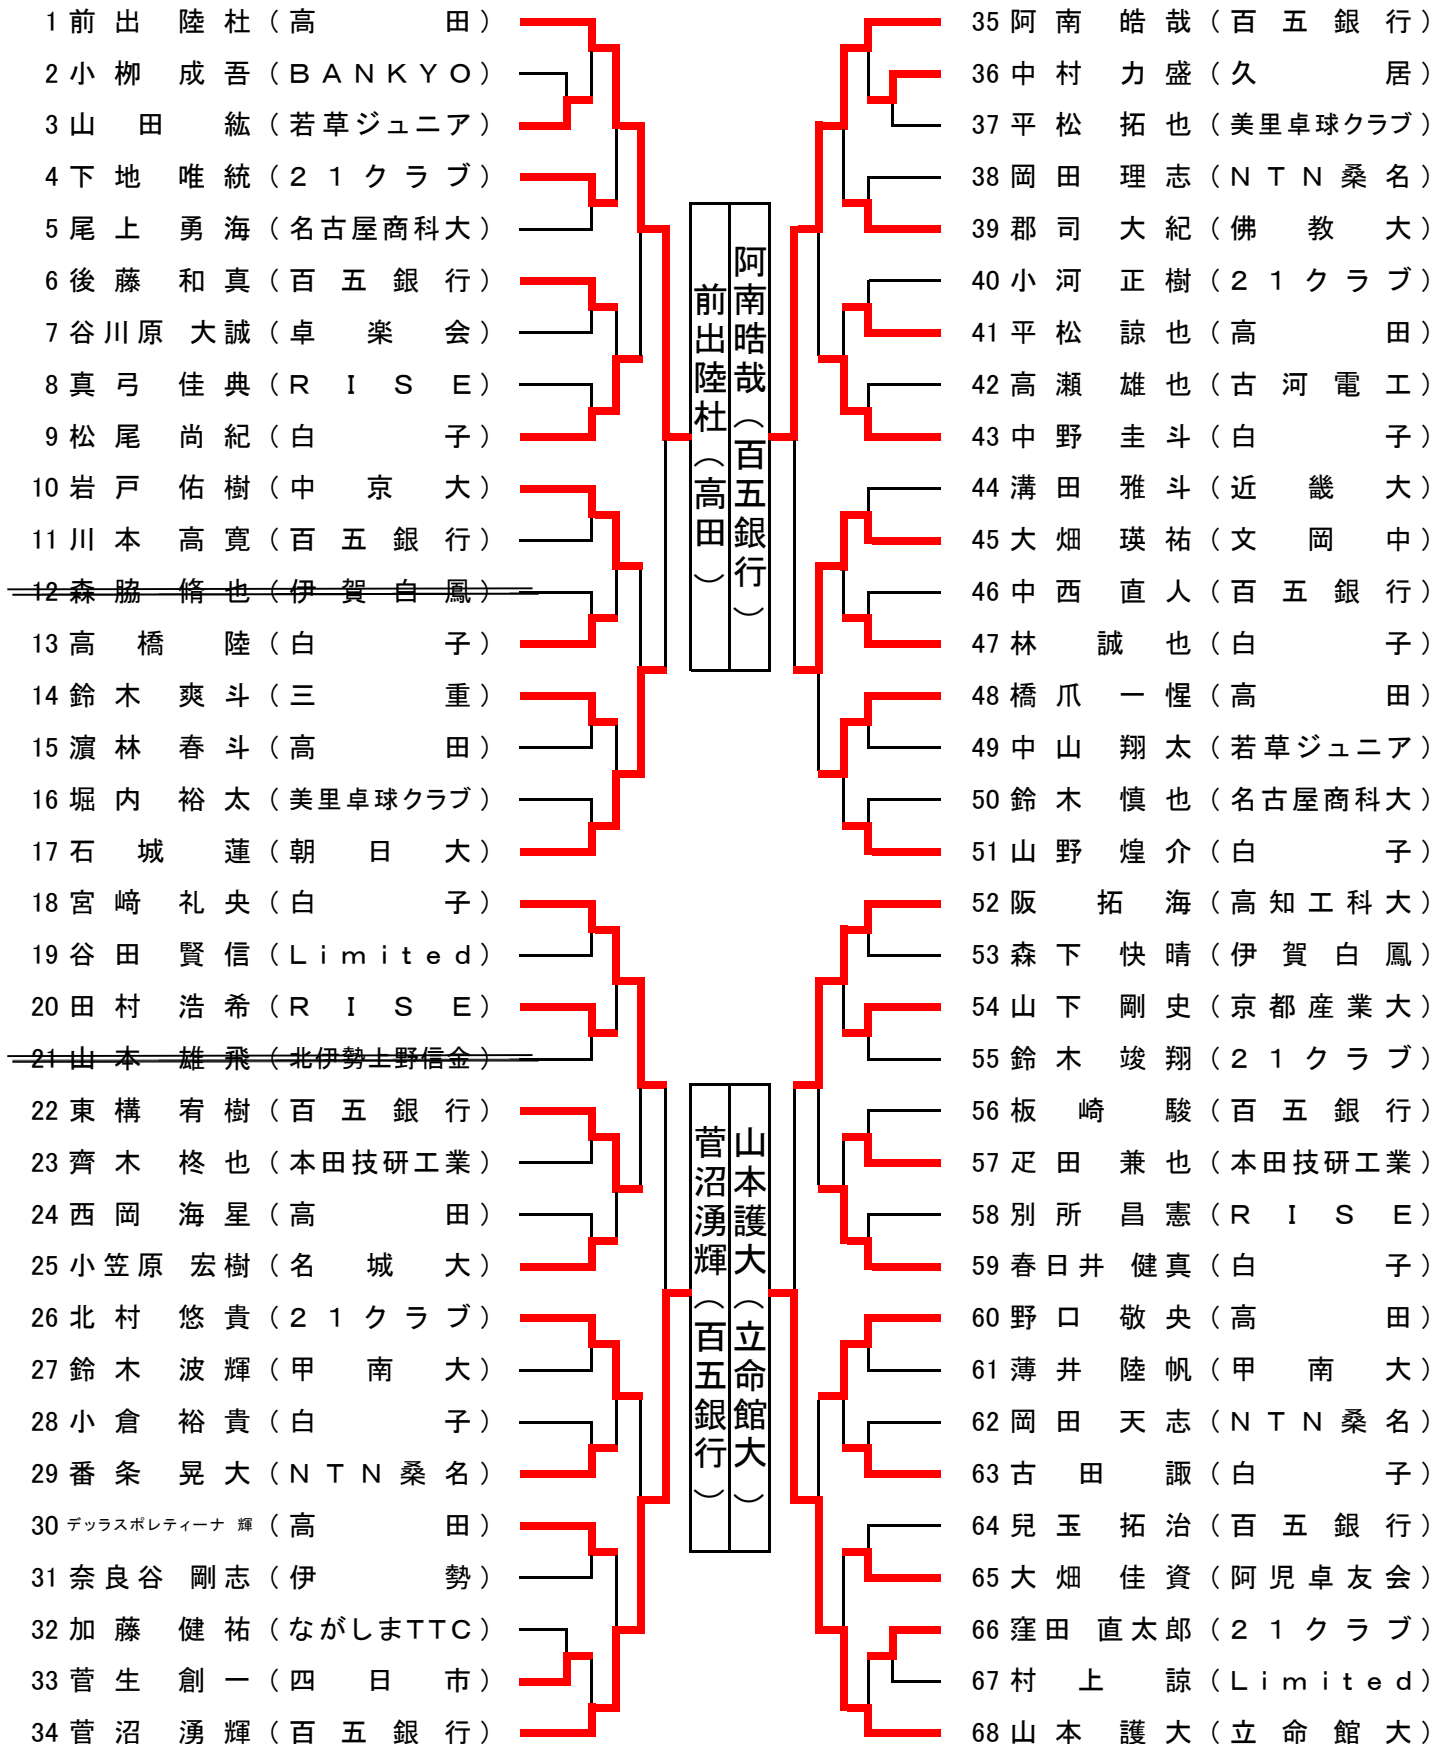 1 前出 陸杜 （高田）
2 小栁 成吾 （ＢＡＮＫＹＯ）
3 山田 紘 （若草ジュニア）
4 下地 唯統 （２１クラブ）
5 尾上 勇海 （名古屋商科大）
6 後藤 和真 （百五銀行）
7 谷川原 大誠 （卓楽会）
8 真弓 佳典 （ＲＩＳＥ）
9 松尾 尚紀 （白子）
10 岩戸 佑樹 （中京大）
11 川本 高寛 （百五銀行）
12 森脇 脩也 （伊賀白鳳）
13 高橋 陸 （白子）
14 鈴木 爽斗 （三重）
15 濵林 春斗 （高田）
16 堀内 裕太 （美里卓球クラブ）
17 石城 蓮 （朝日大）
18 宮﨑 礼央 （白子）
19 谷田 賢信 （Ｌｉｍｉｔｅｄ）
20 田村 浩希 （ＲＩＳＥ）
21 山本 雄飛 （北伊勢上野信金）
22 東構 宥樹 （百五銀行）
23 齊木 柊也 （本田技研工業）
24 西岡 海星 （高田）
25 小笠原 宏樹 （名城大）
26 北村 悠貴 （２１クラブ）
27 鈴木 波輝 （甲南大）
28 小倉 裕貴 （白子）
29 番条 晃大 （ＮＴＮ桑名）
30 デッラスポレティーナ 輝 （高田）
31 奈良谷 剛志 （伊勢）
32 加藤 健祐 （ながしまTTC）
33 菅生 創一 （四日市）
34 菅沼 湧輝 （百五銀行）
前出陸杜（高田）
阿南晧哉（百五銀行）
菅沼湧輝（百五銀行）
山本護大（立命館大）
35 阿南 皓哉 （百五銀行）
36 中村 力盛 （久居）
37 平松 拓也 （美里卓球クラブ）
38 岡田 理志 （ＮＴＮ桑名）
39 郡司 大紀 （佛教大）
40 小河 正樹 （２１クラブ）
41 平松 諒也 （高田）
42 高瀬 雄也 （古河電工）
43 中野 圭斗 （白子）
44 溝田 雅斗 （近畿大）
45 大畑 瑛祐 （文岡中）
46 中西 直人 （百五銀行）
47 林 誠也 （白子）
48 橋爪 一惺 （高田）
49 中山 翔太 （若草ジュニア）
50 鈴木 慎也 （名古屋商科大）
51 山野 煌介 （白子）
52 阪 拓海 （高知工科大）
53 森下 快晴 （伊賀白鳳）
54 山下 剛史 （京都産業大）
55 鈴木 竣翔 （２１クラブ）
56 板崎 駿 （百五銀行）
57 疋田 兼也 （本田技研工業）
58 別所 昌憲 （ＲＩＳＥ）
59 春日井 健真 （白子）
60 野口 敬央 （高田）
61 薄井 陸帆 （甲南大）
62 岡田 天志 （ＮＴＮ桑名）
63 古田 諏 （白子）
64 兒玉 拓治 （百五銀行）
65 大畑 佳資 （阿児卓友会）
66 窪田 直太郎 （２１クラブ）
67 村上 諒 （Ｌｉｍｉｔｅｄ）
68 山本 護大 （立命館大）